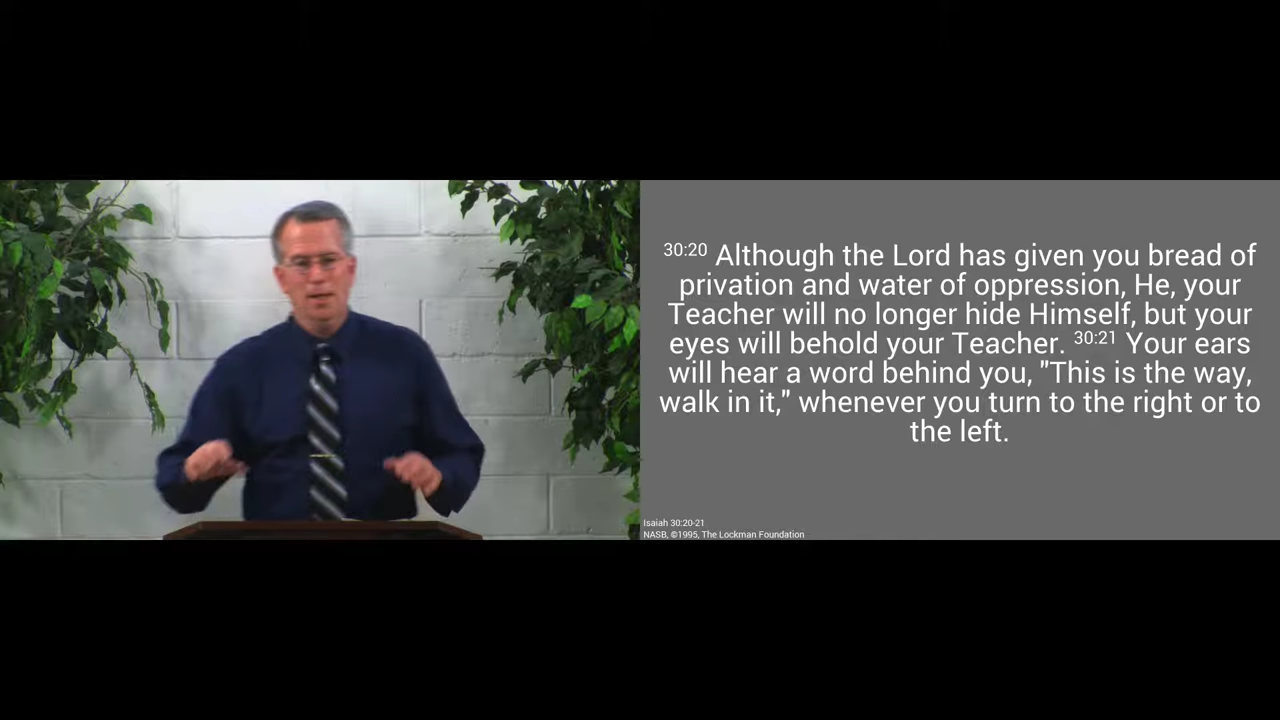 30:20 Although the Lord has given you bread of
privation and water of oppression, He, your
Teacher will no longer hide Himself, but your
eyes will behold your Teacher. 30:21 Your ears
will hear a word behind you, "This is the way,
walk in it," whenever you turn to the right or to
the left.
Isaiah 30:20-21
NASB, ©1995, The Lockman Foundation